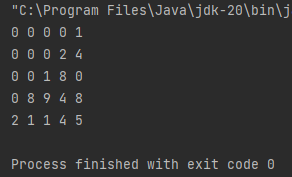 "C:\Program Files\Java\jdk-20\bin\j
0 0 0 0 1
0 0 0 2 4
0 0 1 8 0
0 8 9 4 8
2 1 1 4 5
Process finished with exit code 0